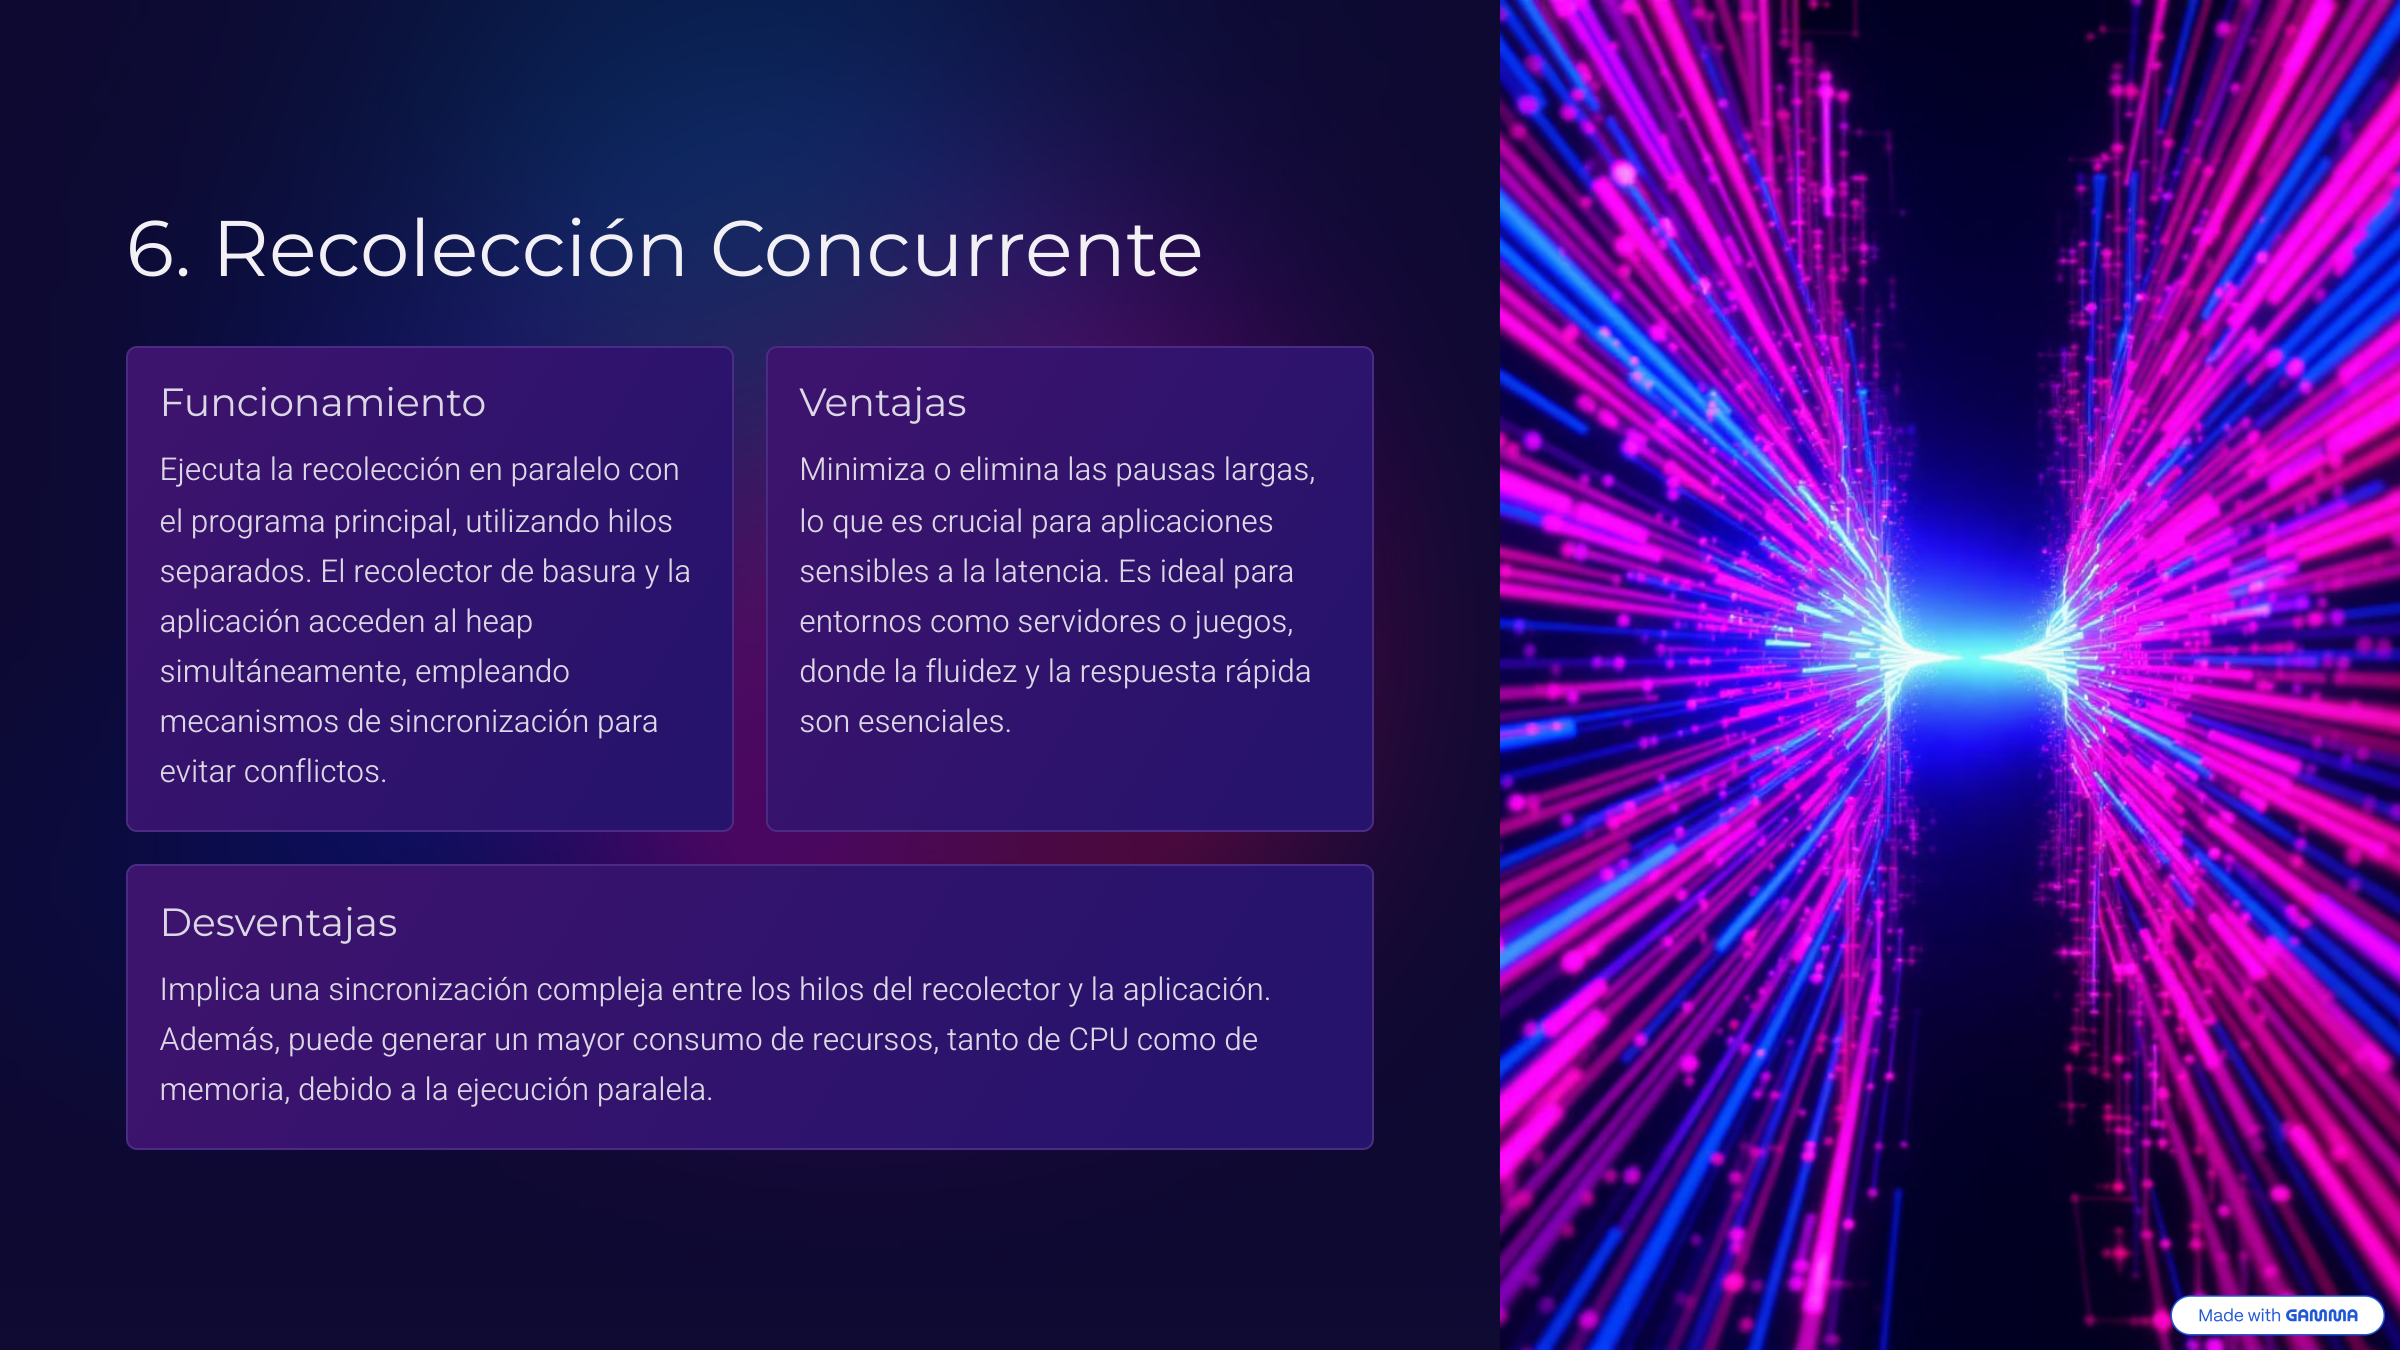 6. Recolección Concurrente
Funcionamiento
Ejecuta la recolección en paralelo con
el programa principal, utilizando hilos
separados. El recolector de basura y la
aplicación acceden al heap
simultáneamente, empleando
mecanismos de sincronización para
evitar conflictos.
Ventajas
Minimiza o elimina las pausas largas,
lo que es crucial para aplicaciones
sensibles a la latencia. Es ideal para
entornos como servidores o juegos,
donde la fluidez y la respuesta rápida
son esenciales.
Desventajas
Implica una sincronización compleja entre los hilos del recolector y la aplicación.
Además, puede generar un mayor consumo de recursos, tanto de CPU como de
memoria, debido a la ejecución paralela.
Made with GAMMA